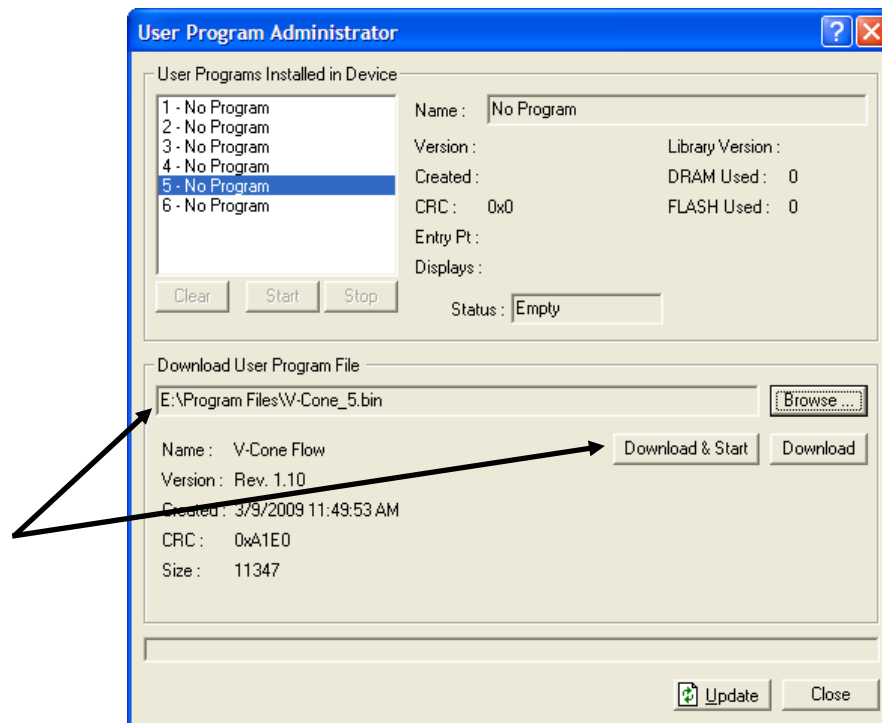 User Program Administrator
User Programs Installed in Device
1 - No Program
2 - No Program
3 - No Program
4 - No Program
5 - No Program
6 - No Program
Clear Start Stop
Name : No Program
Version : Library Version :
Created : DRAM Used : 0
CRC : 0x0 FLASH Used : 0
Entry Pt :
Displays :
Status : Empty
Download User Program File
E:\Program Files\V-Cone_5.bin Browse ...
Name : V-Cone Flow Download & Start Download
Version : Rev. 1.10
Created : 3/9/2009 11:49:53 AM
CRC : 0xA1E0
Size : 11347
Update Close